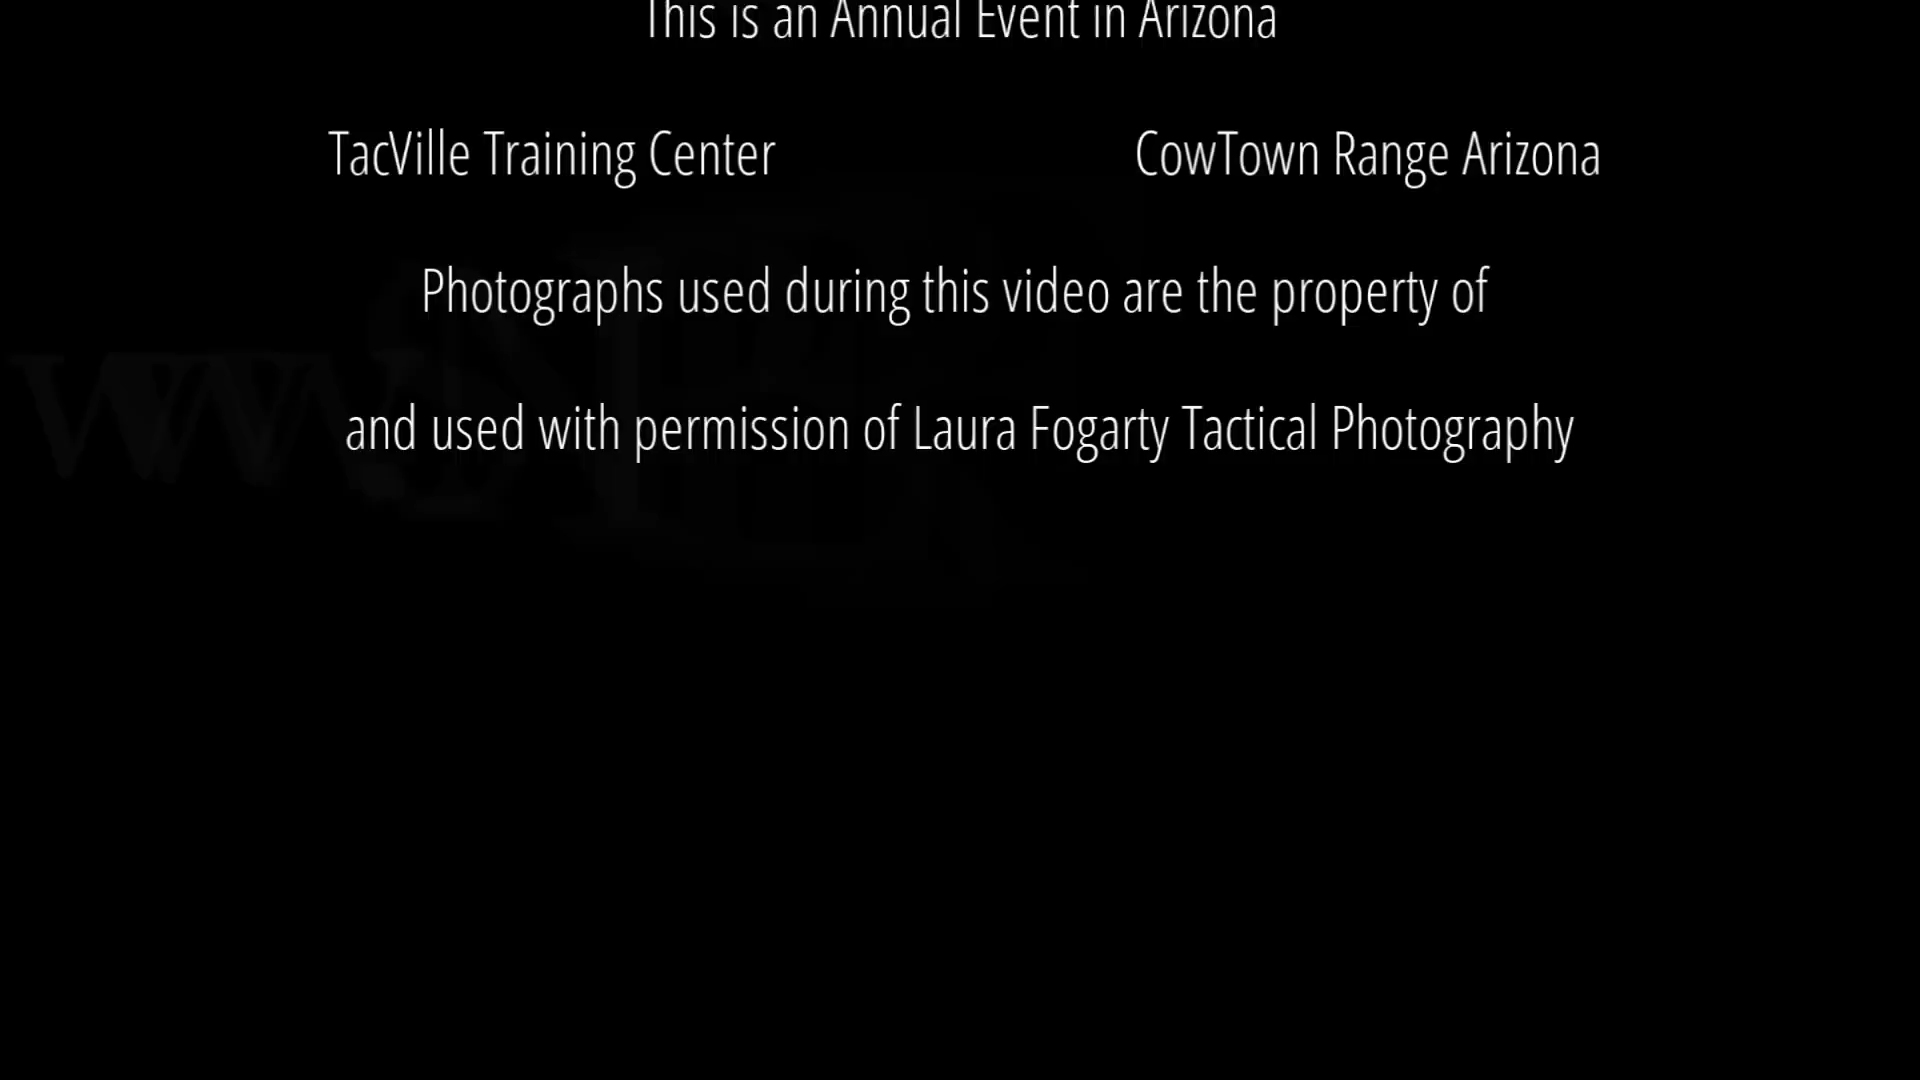 This is an Annual Event in Arizona
TacVille Training Center CowTown Range Arizona
Photographs used during this video are the property of
and used with permission of Laura Fogarty Tactical Photography